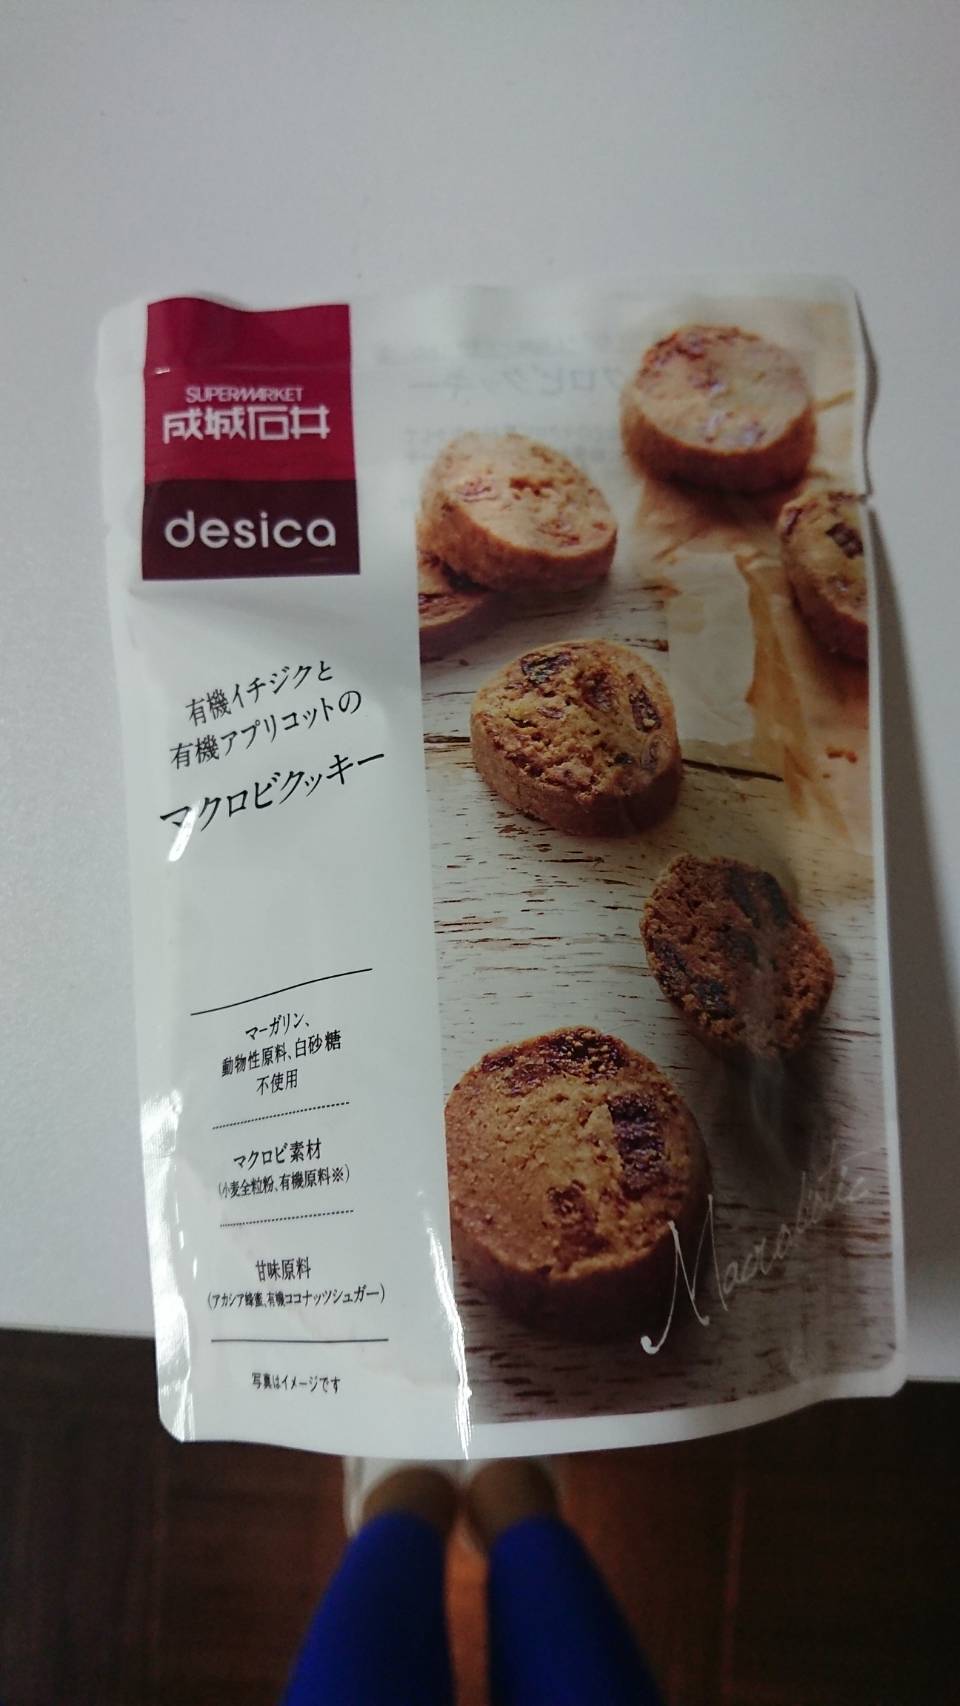 SUPERMARKET
成城石井
desica
有機イチジクと
有機アプリコットの
マクロビクッキー
マーガリン、
動物性原料、白砂糖
不使用
マクロビ素材
(小麦全粒粉、有機原料※)
甘味原料
(アカシア蜂蜜、有機ココナッツシュガー)
写真はイメージです
Macrobiotic